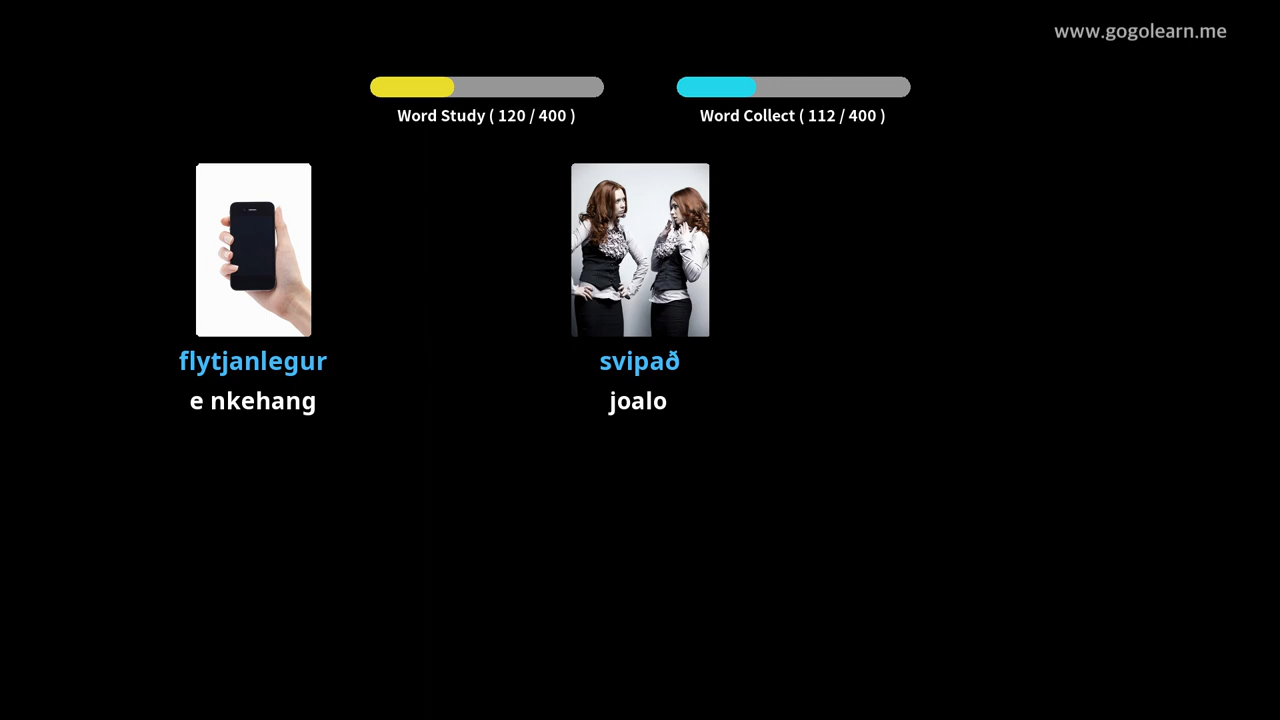 www.gogolearn.me
Word Study ( 120 / 400 )
Word Collect ( 112 / 400 )
flytjanlegur
svipað
e nkehang
joalo